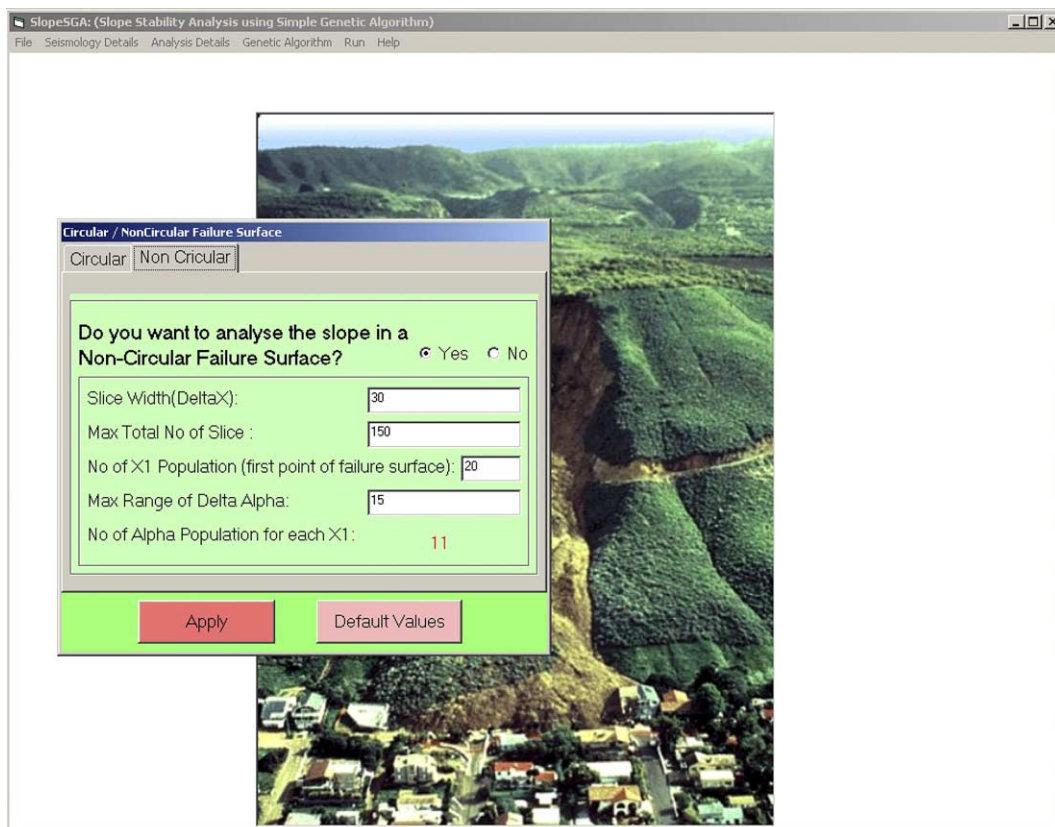 SlopeSGA: (Slope Stability Analysis using Simple Genetic Algorithm)
File Seismology Details Analysis Details Genetic Algorithm Run Help
Circular / NonCircular Failure Surface
Circular Non Cricular
Do you want to analyse the slope in a
Non-Circular Failure Surface? Yes No
Slice Width(DeltaX): 30
Max Total No of Slice : 150
No of X1 Population (first point of failure surface): 20
Max Range of Delta Alpha: 15
No of Alpha Population for each X1: 11
Apply Default Values